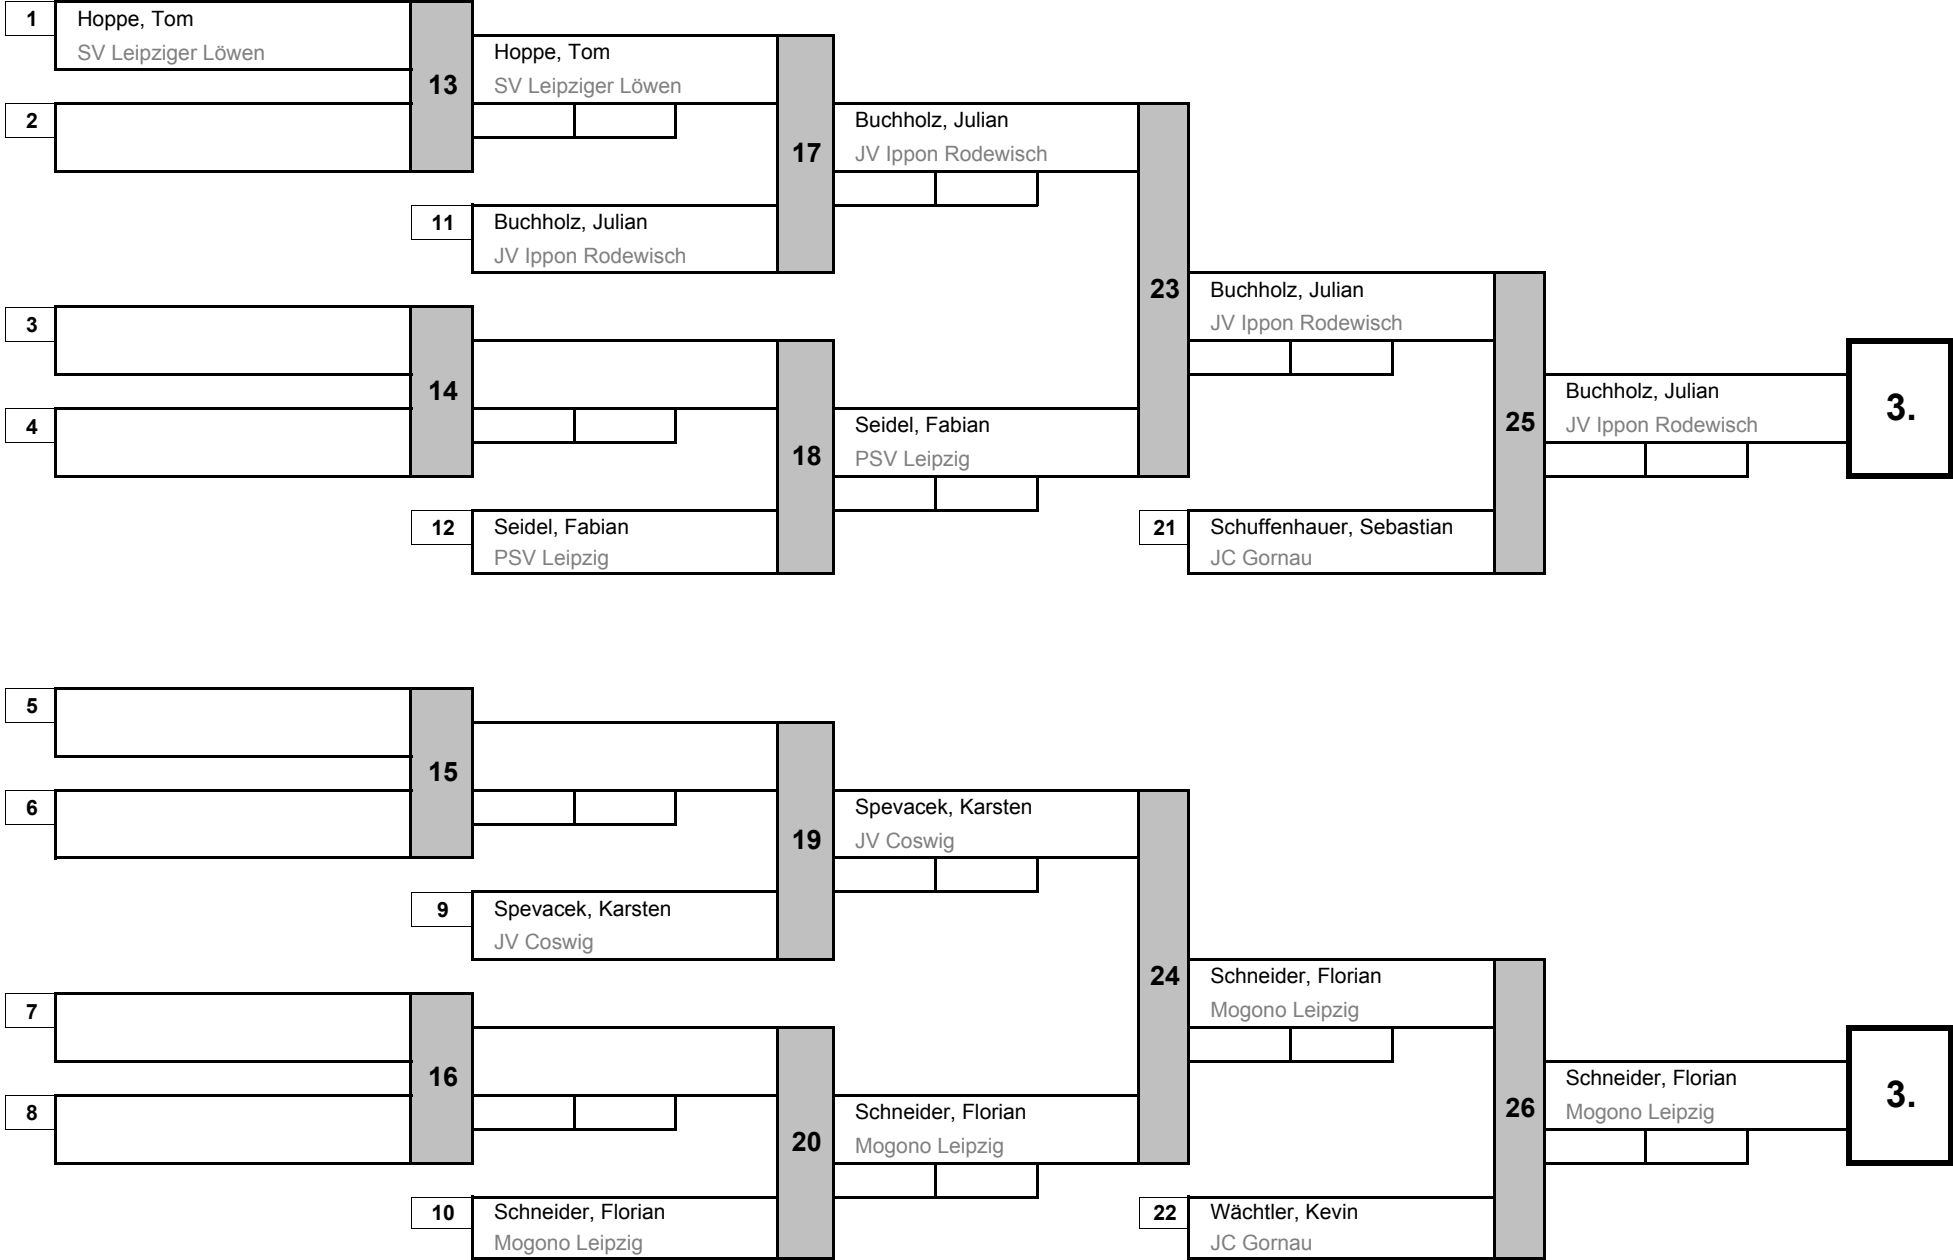 1
Hoppe, Tom
SV Leipziger Löwen
13
Hoppe, Tom
SV Leipziger Löwen
2
17
Buchholz, Julian
JV Ippon Rodewisch
11
Buchholz, Julian
JV Ippon Rodewisch
23
Buchholz, Julian
JV Ippon Rodewisch
3
14
4
18
Seidel, Fabian
PSV Leipzig
12
Seidel, Fabian
PSV Leipzig
21
Schuffenhauer, Sebastian
JC Gornau
25
Buchholz, Julian
JV Ippon Rodewisch
3.
5
15
6
19
Spevacek, Karsten
JV Coswig
9
Spevacek, Karsten
JV Coswig
24
Schneider, Florian
Mogono Leipzig
7
16
8
20
Schneider, Florian
Mogono Leipzig
10
Schneider, Florian
Mogono Leipzig
22
Wächtler, Kevin
JC Gornau
26
Schneider, Florian
Mogono Leipzig
3.